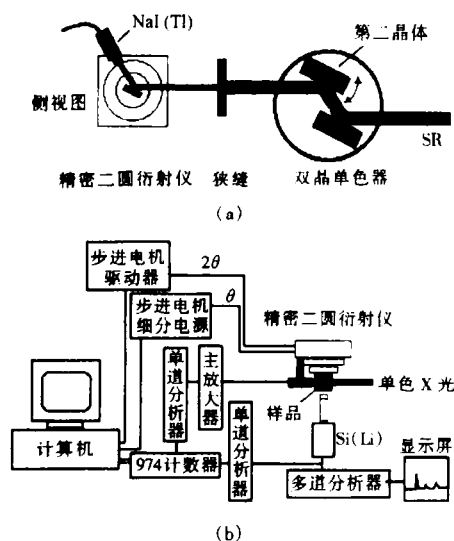 NaI (Tl)
第二晶体
侧视图
SR
精密二圆衍射仪
狭缝
双晶单色器
(a)
步进电机
驱动器
2θ
步进电机
细分电源
θ
精密二圆衍射仪
单道分析器
主放大器
单色 X 光
样品
单道分析器
Si(Li)
显示屏
计算机
974计数器
多道分析器
(b)